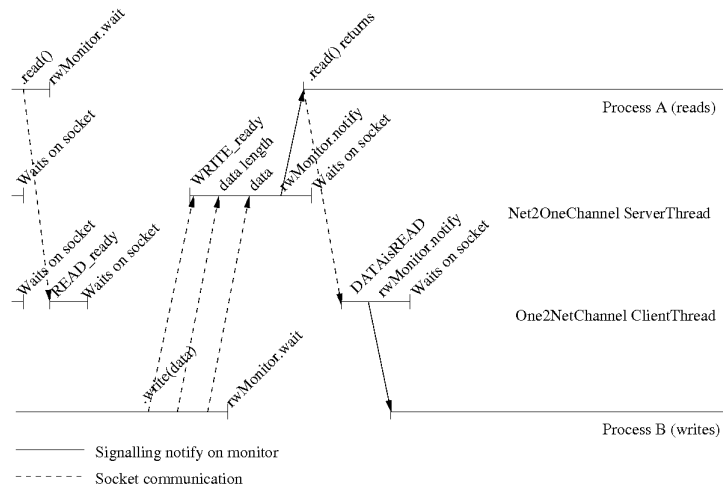 .read()
rwMonitor.wait
.read() returns
Process A (reads)
Waits on socket
WRITE_ready
data length
data
rwMonitor.notify
Waits on socket
Net2OneChannel ServerThread
Waits on socket
READ_ready
Waits on socket
DATAisREAD
rwMonitor.notify
Waits on socket
One2NetChannel ClientThread
.write(data)
rwMonitor.wait
Process B (writes)
Signalling notify on monitor
Socket communication